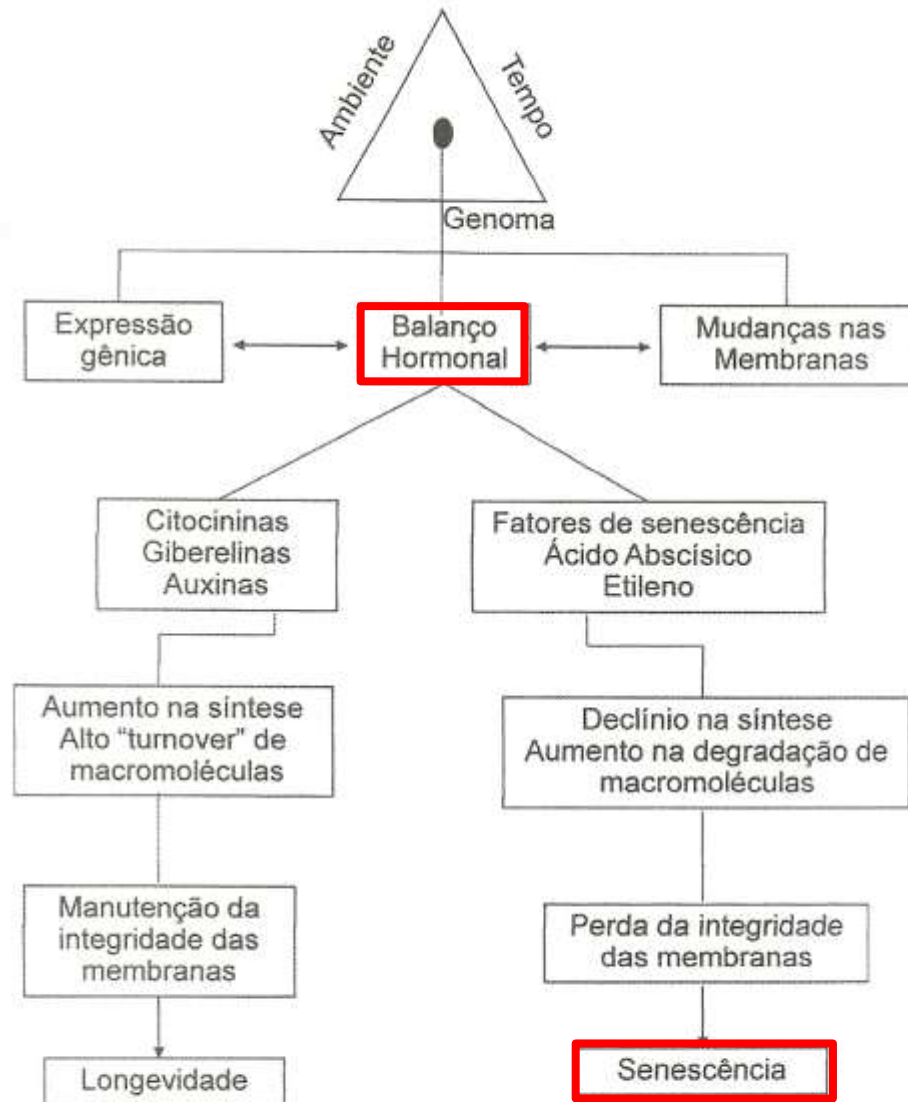 Ambiente
Tempo
Genoma
Expressão
gênica
Balanço
Hormonal
Mudanças nas
Membranas
Citocininas
Giberelinas
Auxinas
Fatores de senescência
Ácido Abscísico
Etileno
Aumento na síntese
Alto “turnover” de
macromoléculas
Declínio na síntese
Aumento na degradação de
macromoléculas
Manutenção da
integridade das
membranas
Perda da integridade
das membranas
Longevidade
Senescência